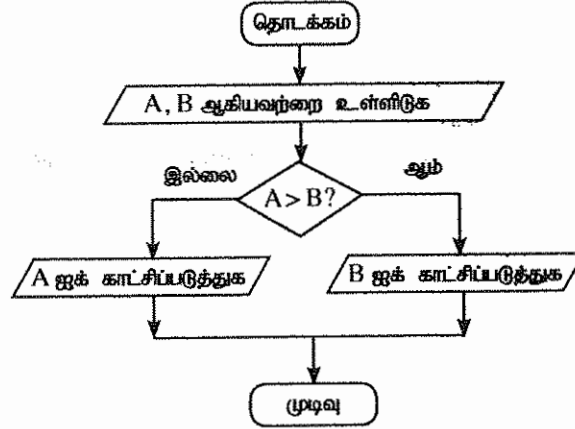 தொடக்கம்
A, B ஆகியவற்றை உள்ளிடுக
இல்லை
ஆம்
A > B?
A ஐக் காட்சிப்படுத்துக
B ஐக் காட்சிப்படுத்துக
முடிவு